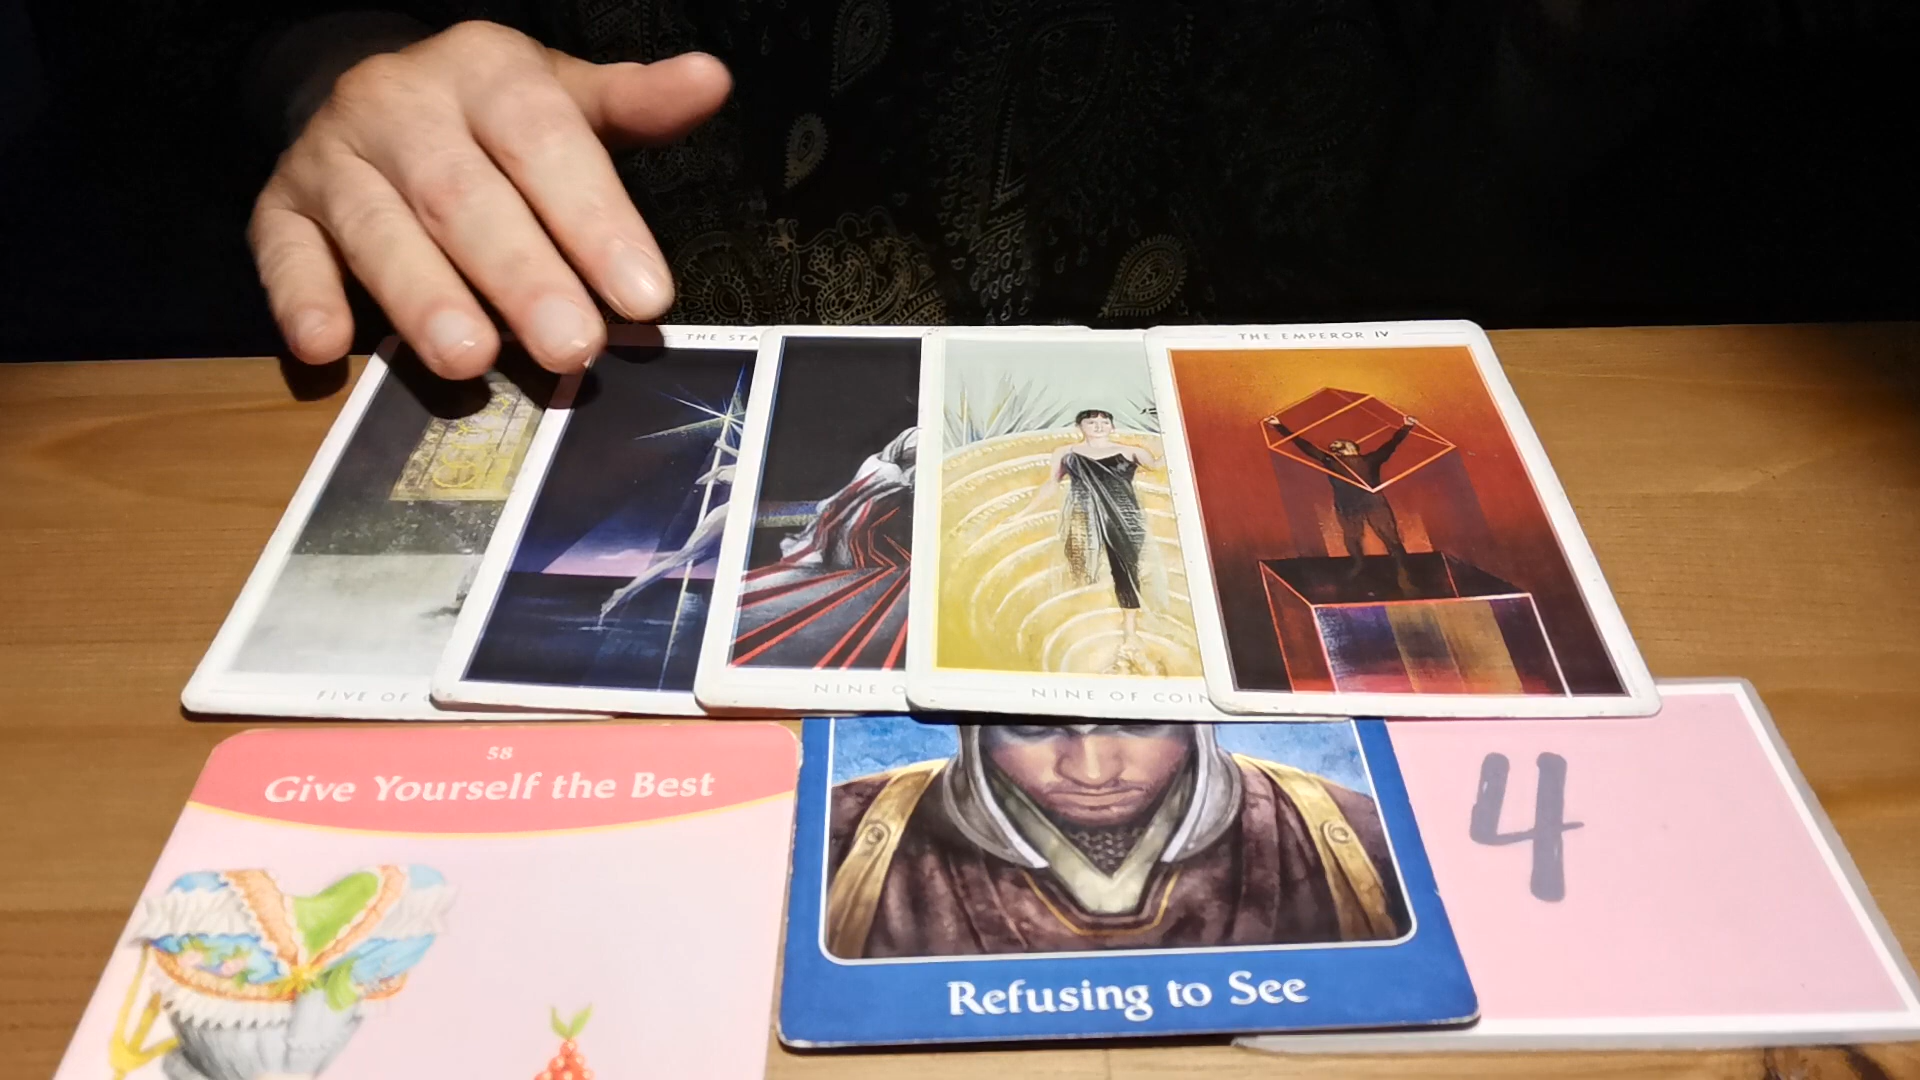 THE STA
THE EMPEROR IV
FIVE OF
NINE O
NINE OF COIN
58
Give Yourself the Best
4
Refusing to See